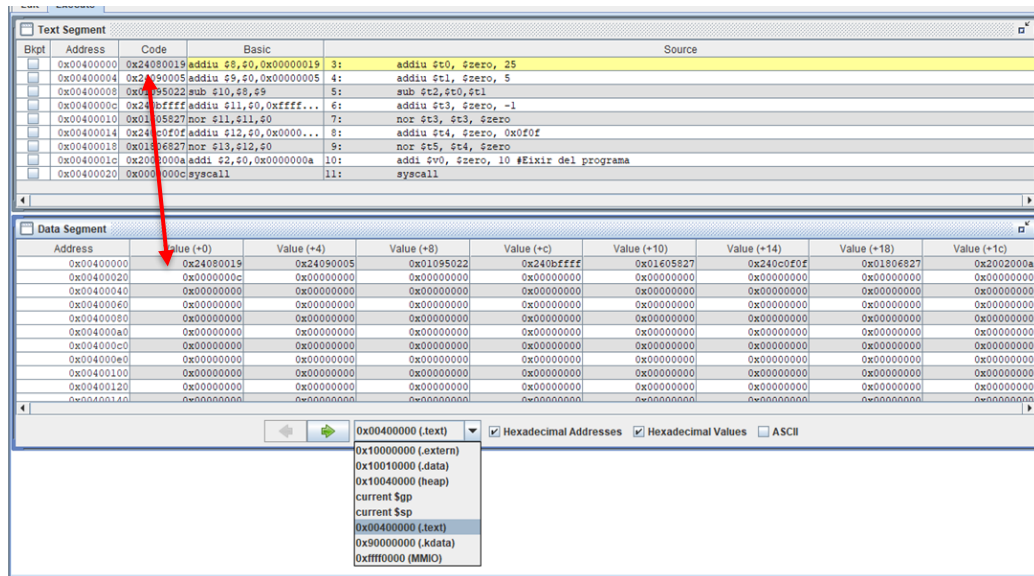 Edit Execute
Text Segment
Bkpt Address Code Basic Source
0x00400000 0x24080019 addiu $8,$0,0x00000019 3: addiu $t0, $zero, 25
0x00400004 0x24090005 addiu $9,$0,0x00000005 4: addiu $t1, $zero, 5
0x00400008 0x01095022 sub $10,$8,$9 5: sub $t2,$t0,$t1
0x0040000c 0x240bffff addiu $11,$0,0xffff... 6: addiu $t3, $zero, -1
0x00400010 0x01605827 nor $11,$11,$0 7: nor $t3, $t3, $zero
0x00400014 0x240c0f0f addiu $12,$0,0x0000... 8: addiu $t4, $zero, 0x0f0f
0x00400018 0x01806827 nor $13,$12,$0 9: nor $t5, $t4, $zero
0x0040001c 0x2002000a addi $2,$0,0x0000000a 10: addi $v0, $zero, 10 #Eixir del programa
0x00400020 0x0000000c syscall 11: syscall
Data Segment
Address Value (+0) Value (+4) Value (+8) Value (+c) Value (+10) Value (+14) Value (+18) Value (+1c)
0x00400000 0x24080019 0x24090005 0x01095022 0x240bffff 0x01605827 0x240c0f0f 0x01806827 0x2002000a
0x00400020 0x0000000c 0x00000000 0x00000000 0x00000000 0x00000000 0x00000000 0x00000000 0x00000000
0x00400040 0x00000000 0x00000000 0x00000000 0x00000000 0x00000000 0x00000000 0x00000000 0x00000000
0x00400060 0x00000000 0x00000000 0x00000000 0x00000000 0x00000000 0x00000000 0x00000000 0x00000000
0x00400080 0x00000000 0x00000000 0x00000000 0x00000000 0x00000000 0x00000000 0x00000000 0x00000000
0x004000a0 0x00000000 0x00000000 0x00000000 0x00000000 0x00000000 0x00000000 0x00000000 0x00000000
0x004000c0 0x00000000 0x00000000 0x00000000 0x00000000 0x00000000 0x00000000 0x00000000 0x00000000
0x004000e0 0x00000000 0x00000000 0x00000000 0x00000000 0x00000000 0x00000000 0x00000000 0x00000000
0x00400100 0x00000000 0x00000000 0x00000000 0x00000000 0x00000000 0x00000000 0x00000000 0x00000000
0x00400120 0x00000000 0x00000000 0x00000000 0x00000000 0x00000000 0x00000000 0x00000000 0x00000000
0x00400140 0x00000000 0x00000000 0x00000000 0x00000000 0x00000000 0x00000000 0x00000000 0x00000000
0x00400000 (.text) Hexadecimal Addresses Hexadecimal Values ASCII
0x10000000 (.extern)
0x10010000 (.data)
0x10040000 (heap)
current $gp
current $sp
0x00400000 (.text)
0x90000000 (.kdata)
0xffff0000 (MMIO)